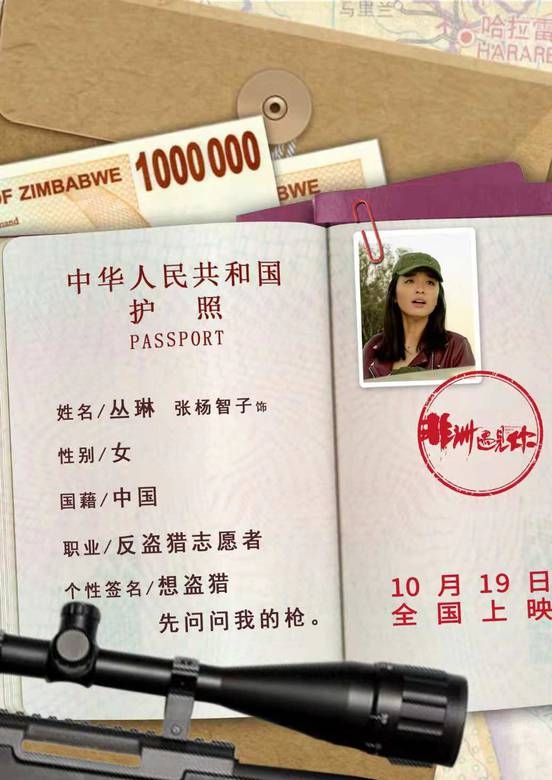 马里兰
哈拉雷
HARARE
OF ZIMBABWE
1000000
WE
中华人民共和国
护 照
PASSPORT
姓名/丛琳 张杨智子 饰
性别/女
国籍/中国
职业/反盗猎志愿者
个性签名/想盗猎
先问问我的枪。
非洲遇见你
10月19日
全国上映